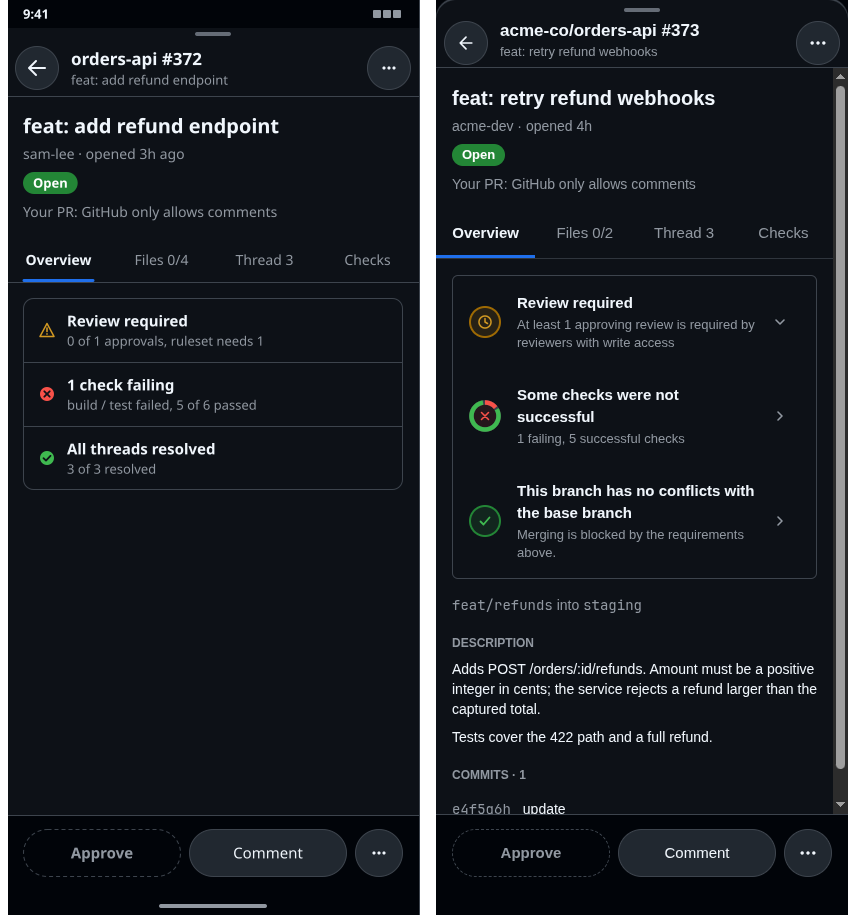 9:41
orders-api #372
feat: add refund endpoint
feat: add refund endpoint
sam-lee · opened 3h ago
Open
Your PR: GitHub only allows comments
Overview
Files 0/4
Thread 3
Checks
Review required
0 of 1 approvals, ruleset needs 1
1 check failing
build / test failed, 5 of 6 passed
All threads resolved
3 of 3 resolved
Approve
Comment
acme-co/orders-api #373
feat: retry refund webhooks
feat: retry refund webhooks
acme-dev · opened 4h
Open
Your PR: GitHub only allows comments
Overview
Files 0/2
Thread 3
Checks
Review required
At least 1 approving review is required by
reviewers with write access
Some checks were not
successful
1 failing, 5 successful checks
This branch has no conflicts with
the base branch
Merging is blocked by the requirements
above.
feat/refunds into staging
DESCRIPTION
Adds POST /orders/:id/refunds. Amount must be a positive
integer in cents; the service rejects a refund larger than the
captured total.
Tests cover the 422 path and a full refund.
COMMITS · 1
e4f5g6h update
Approve
Comment